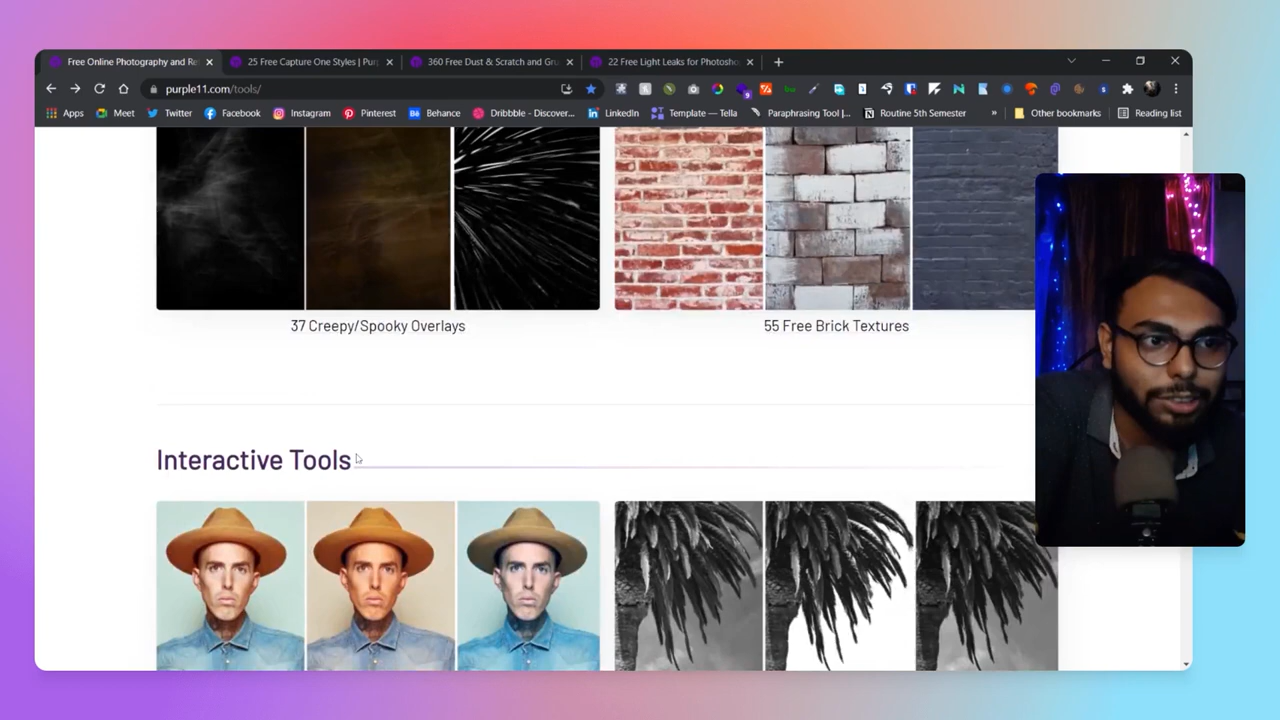 Free Online Photography and Re
25 Free Capture One Styles | Pur
360 Free Dust & Scratch and Gru
22 Free Light Leaks for Photosho
purple11.com/tools/
Apps
Meet
Twitter
Facebook
Instagram
Pinterest
Behance
Dribbble - Discover...
LinkedIn
Template — Tella
Paraphrasing Tool |...
Routine 5th Semester
»
Other bookmarks
Reading list
37 Creepy/Spooky Overlays
55 Free Brick Textures
Interactive Tools